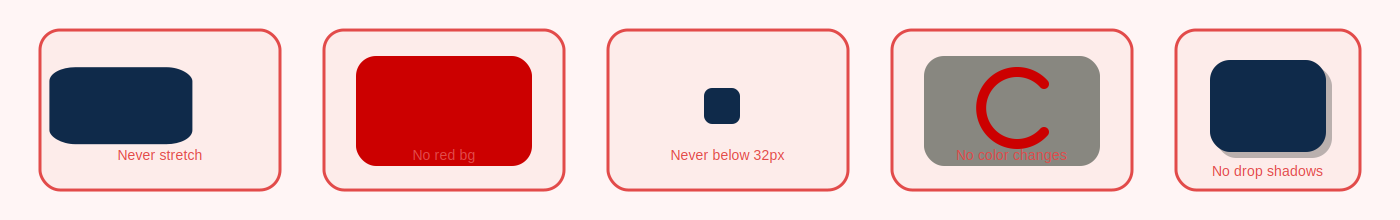 Never stretch
No red bg
Never below 32px
No color changes
No drop shadows